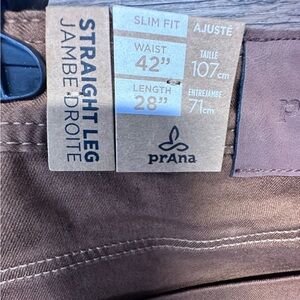 STRAIGHT LEG
JAMBE DROITE
SLIM FIT
AJUSTÉ
WAIST
42"
TAILLE
107cm
LENGTH
28"
ENTREJAMBE
71cm
prAna
P